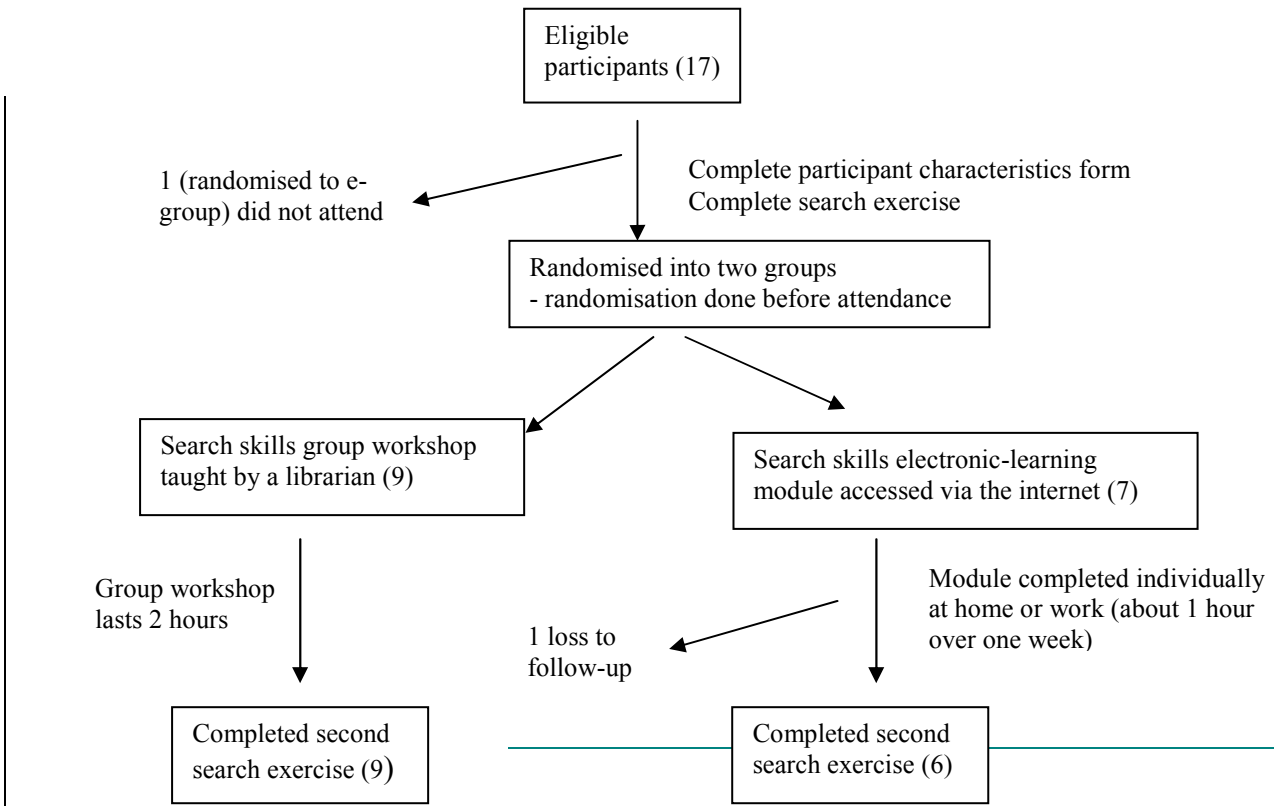 Eligible
participants (17)
1 (randomised to e-
group) did not attend
Complete participant characteristics form
Complete search exercise
Randomised into two groups
- randomisation done before attendance
Search skills group workshop
taught by a librarian (9)
Search skills electronic-learning
module accessed via the internet (7)
Group workshop
lasts 2 hours
1 loss to
follow-up
Module completed individually
at home or work (about 1 hour
over one week)
Completed second
search exercise (9)
Completed second
search exercise (6)